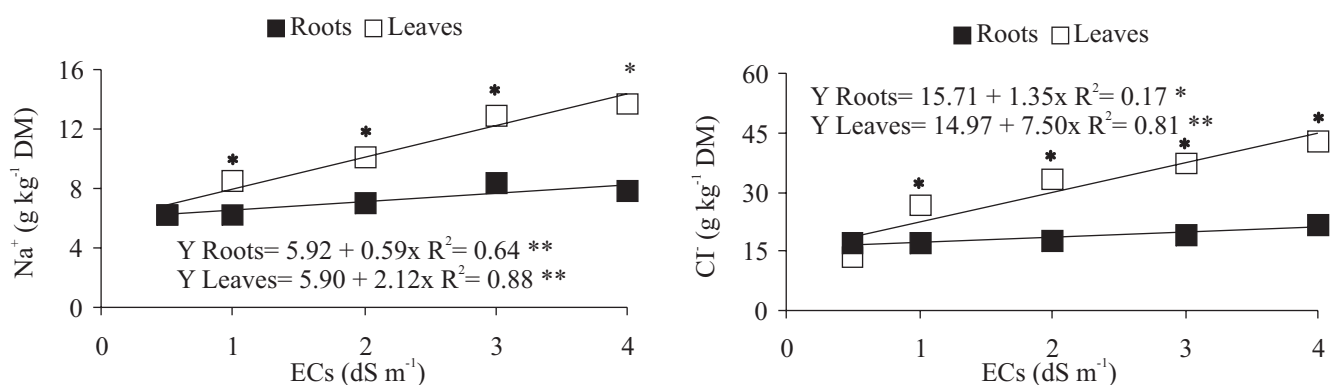 ■ Roots □ Leaves
Na⁺ (g kg⁻¹ DM)
16
12
8
4
0
* * * *
Y Roots= 5.92 + 0.59x R²= 0.64 **
Y Leaves= 5.90 + 2.12x R²= 0.88 **
0 1 2 3 4
ECs (dS m⁻¹)
■ Roots □ Leaves
Cl⁻ (g kg⁻¹ DM)
60
45
30
15
0
Y Roots= 15.71 + 1.35x R²= 0.17 *
Y Leaves= 14.97 + 7.50x R²= 0.81 **
* * * *
0 1 2 3 4
ECs (dS m⁻¹)